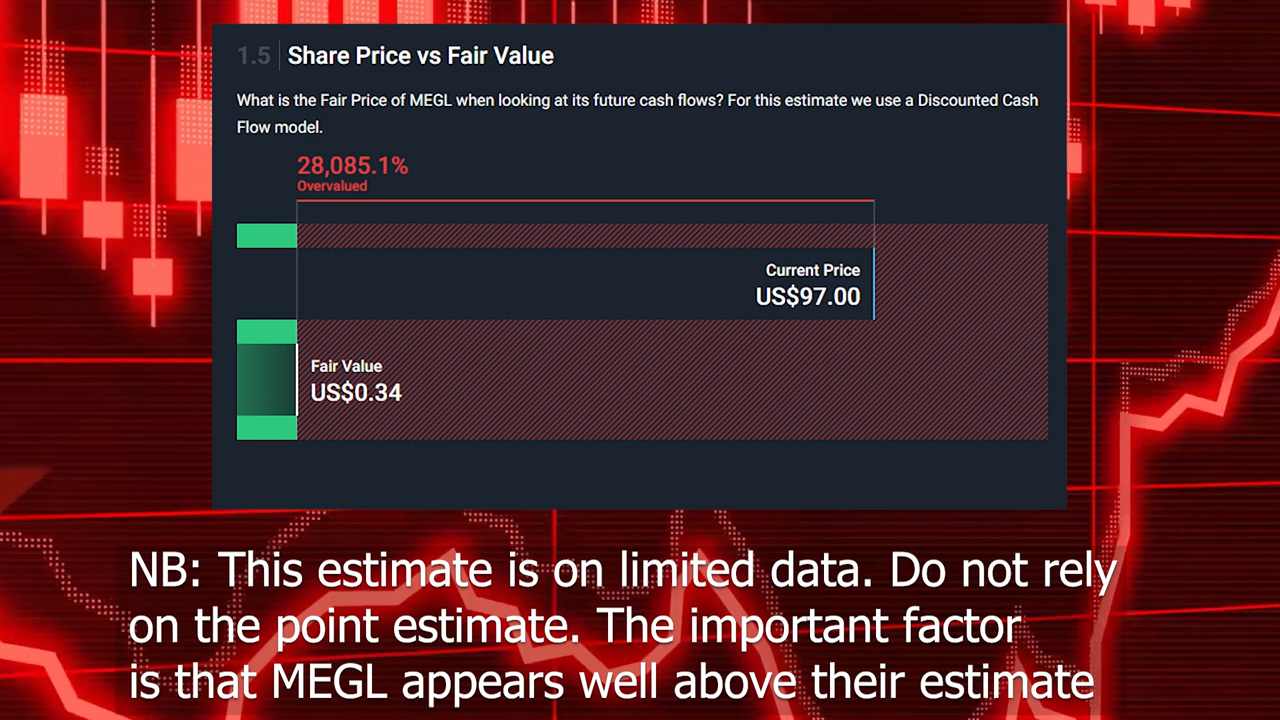 1.5 Share Price vs Fair Value
What is the Fair Price of MEGL when looking at its future cash flows? For this estimate we use a Discounted Cash
Flow model.
28,085.1%
Overvalued
Current Price
US$97.00
Fair Value
US$0.34
NB: This estimate is on limited data. Do not rely
on the point estimate. The important factor
is that MEGL appears well above their estimate